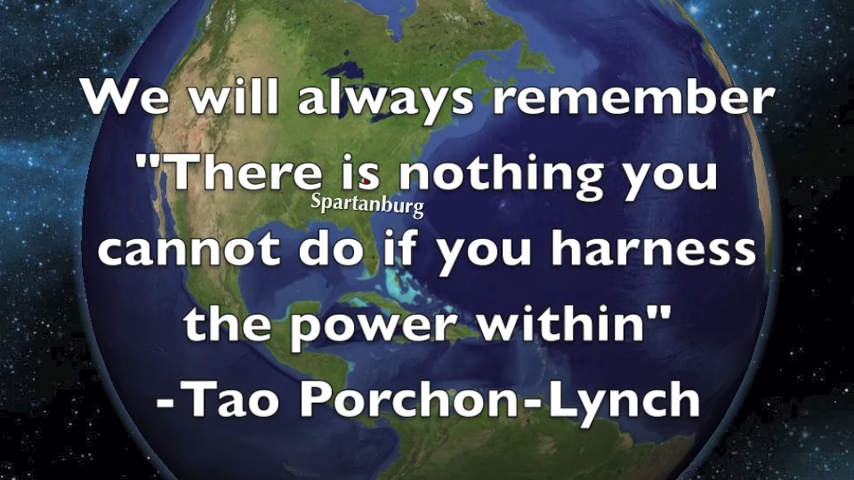 We will always remember
"There is nothing you
Spartanburg
cannot do if you harness
the power within"
-Tao Porchon-Lynch